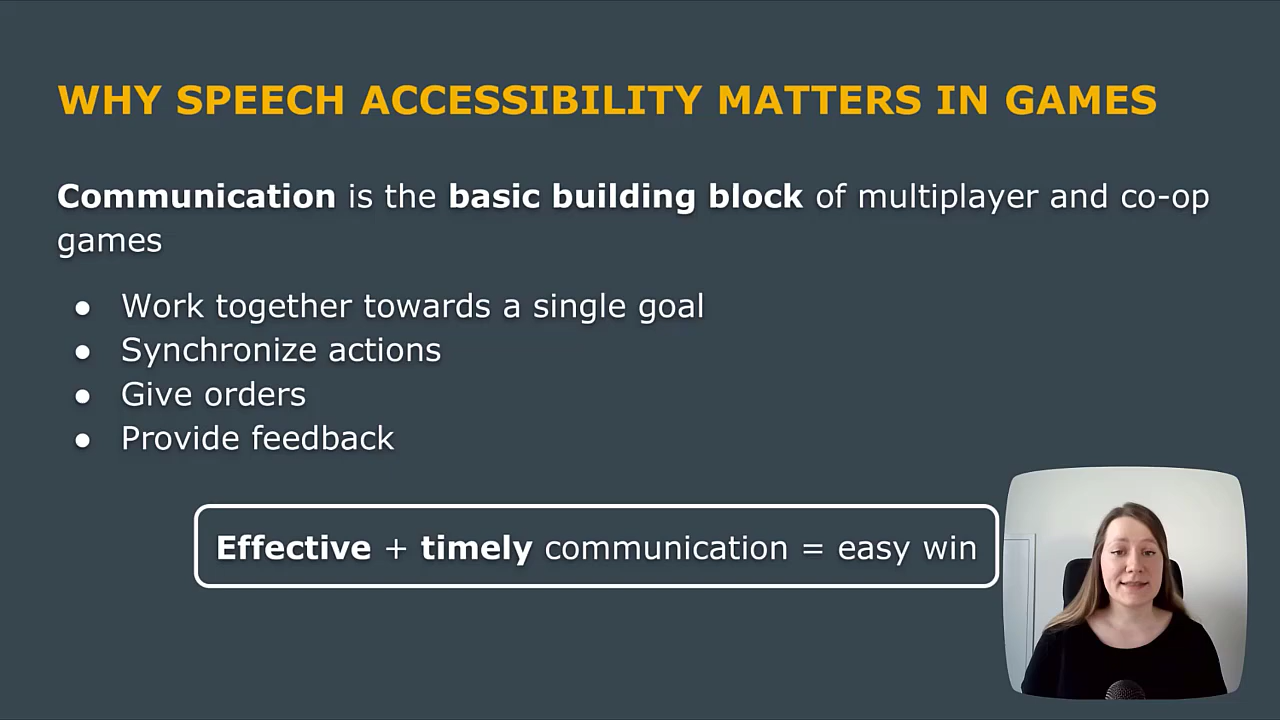 WHY SPEECH ACCESSIBILITY MATTERS IN GAMES
Communication is the basic building block of multiplayer and co-op
games
● Work together towards a single goal
● Synchronize actions
● Give orders
● Provide feedback
Effective + timely communication = easy win